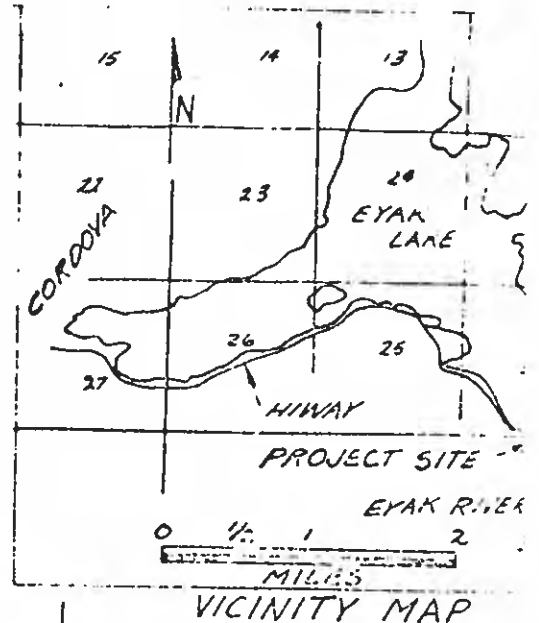 15 14 13
N
22 23 24
EYAK
LAKE
CORDOVA
26 25
27
HIWAY
PROJECT SITE
EYAK RIVER
0 1/2 1 2
MILES
VICINITY MAP